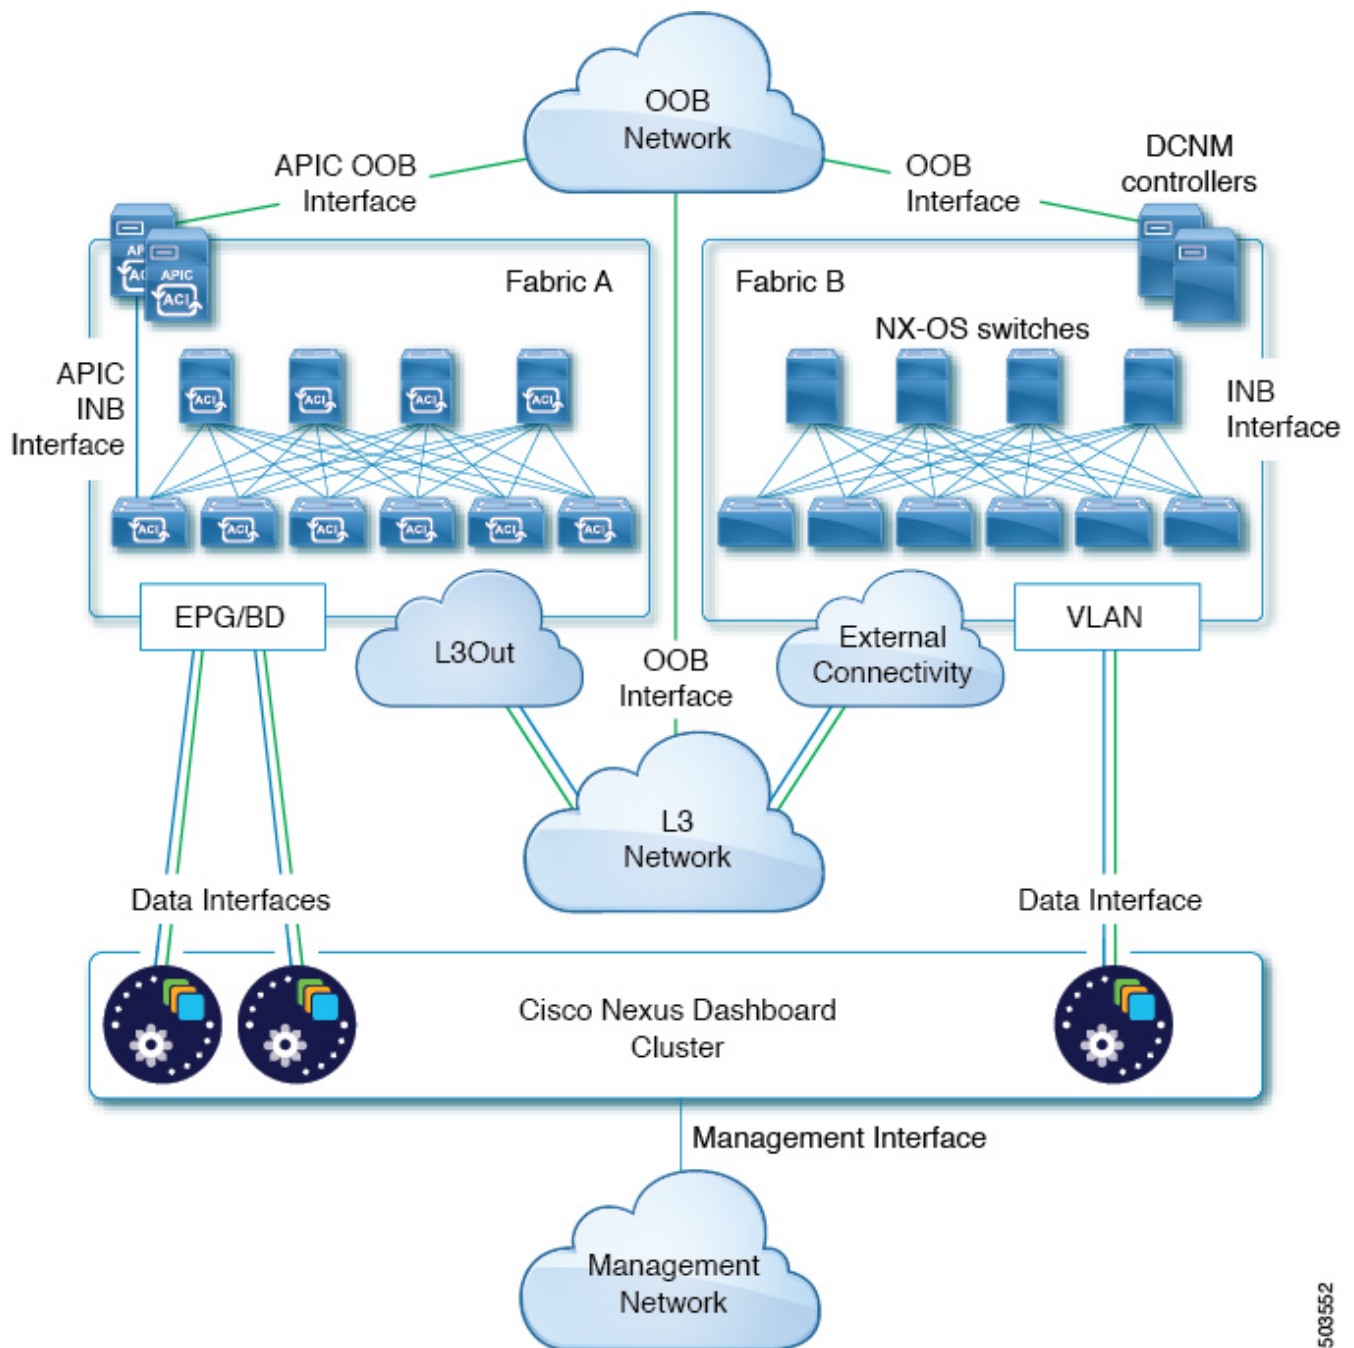 OOB
Network
APIC OOB
Interface
OOB
Interface
DCNM
controllers
APIC
ACI
Fabric A
Fabric B
NX-OS switches
APIC
INB
Interface
INB
Interface
ACI
ACI
ACI
ACI
ACI
ACI
ACI
ACI
ACI
ACI
EPG/BD
L3Out
OOB
Interface
External
Connectivity
VLAN
L3
Network
Data Interfaces
Data Interface
Cisco Nexus Dashboard
Cluster
Management Interface
Management
Network
503552